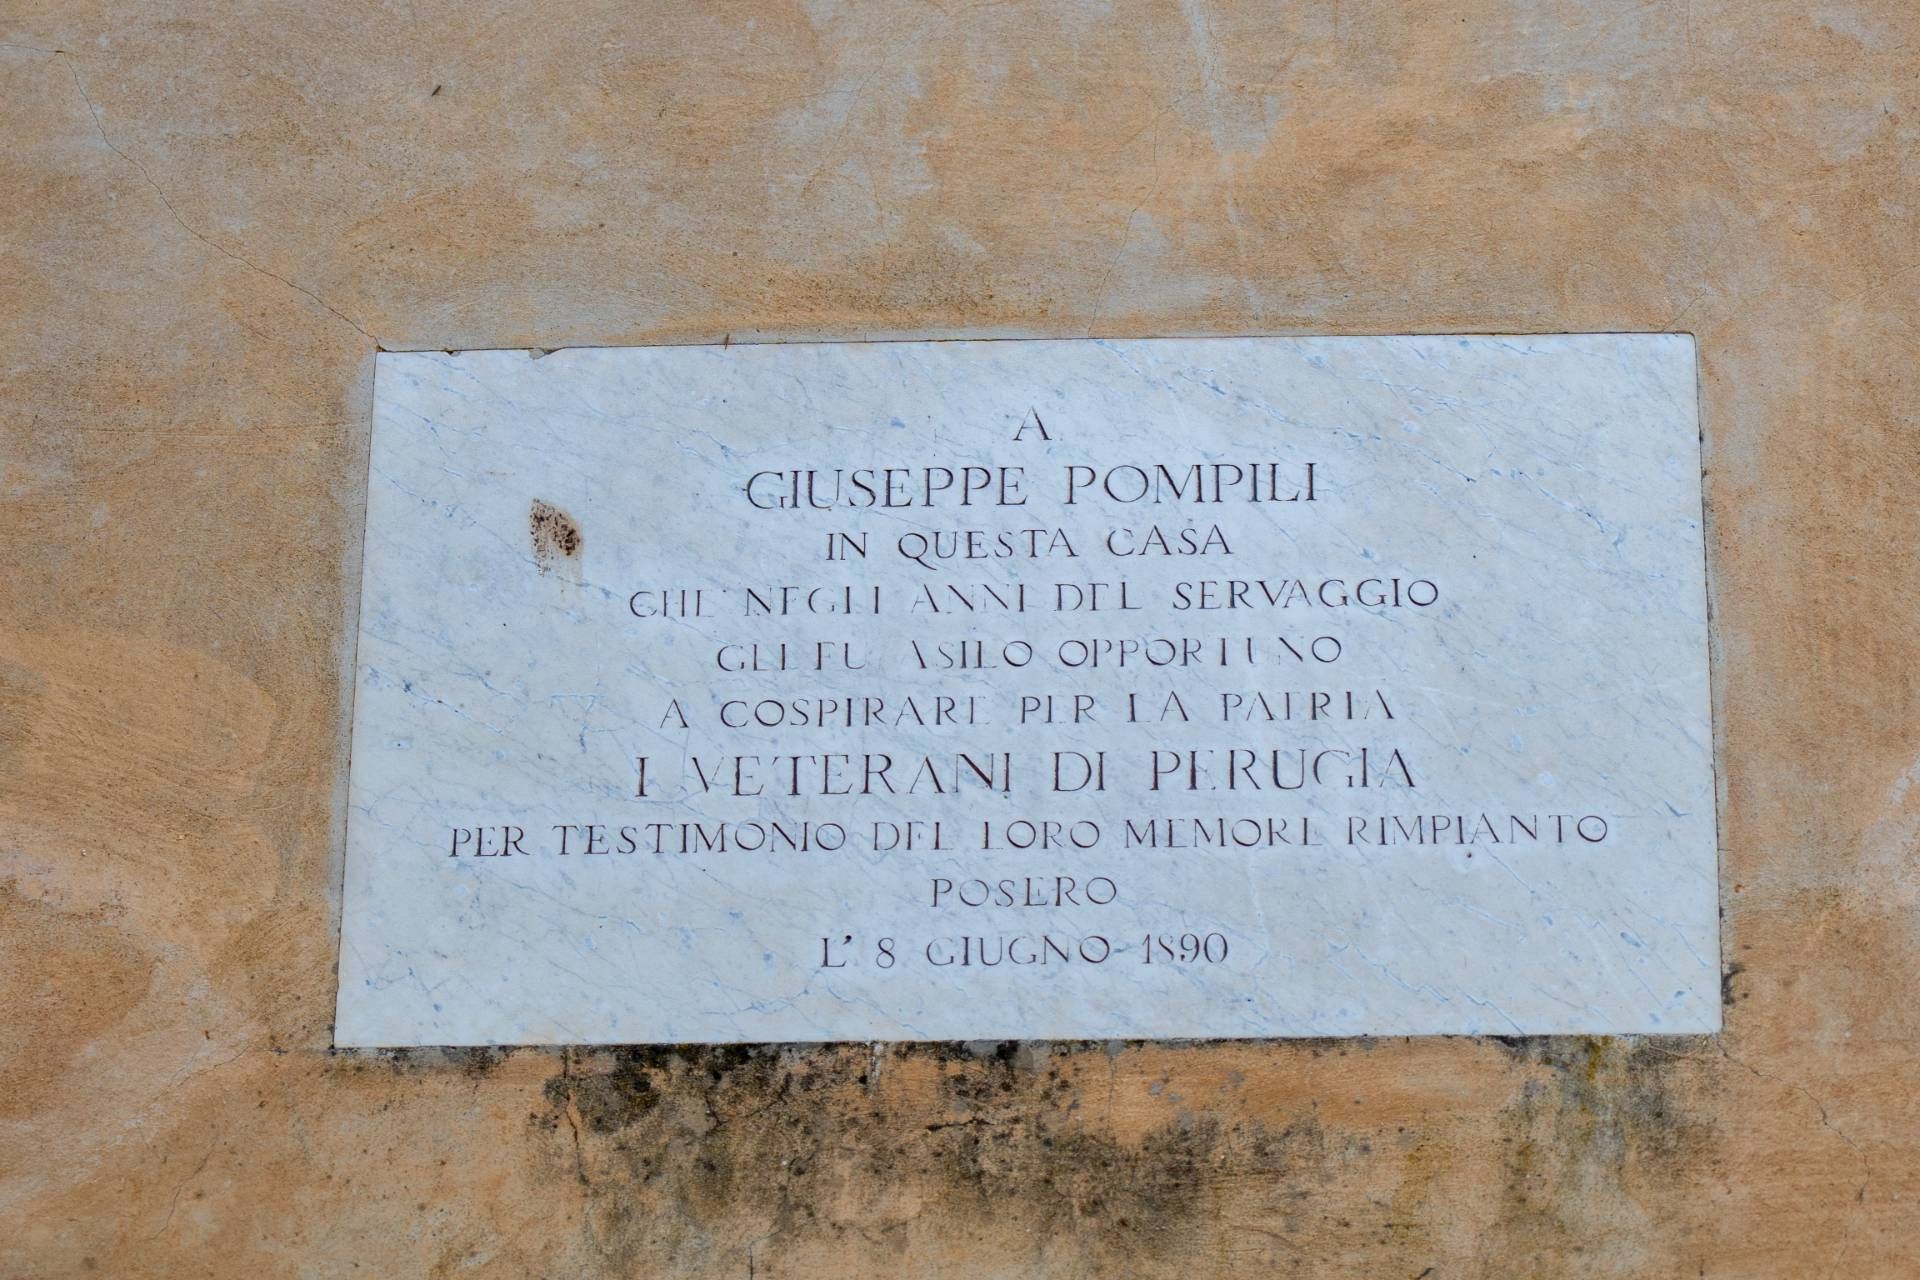 A
GIUSEPPE POMPILI
IN QUESTA CASA
CHE NEGLI ANNI DEL SERVAGGIO
GLI FU ASILO OPPORTUNO
A COSPIRARE PER LA PATRIA
I VETERANI DI PERUGIA
PER TESTIMONIO DEL LORO MEMORE RIMPIANTO
POSERO
L' 8 GIUGNO 1890